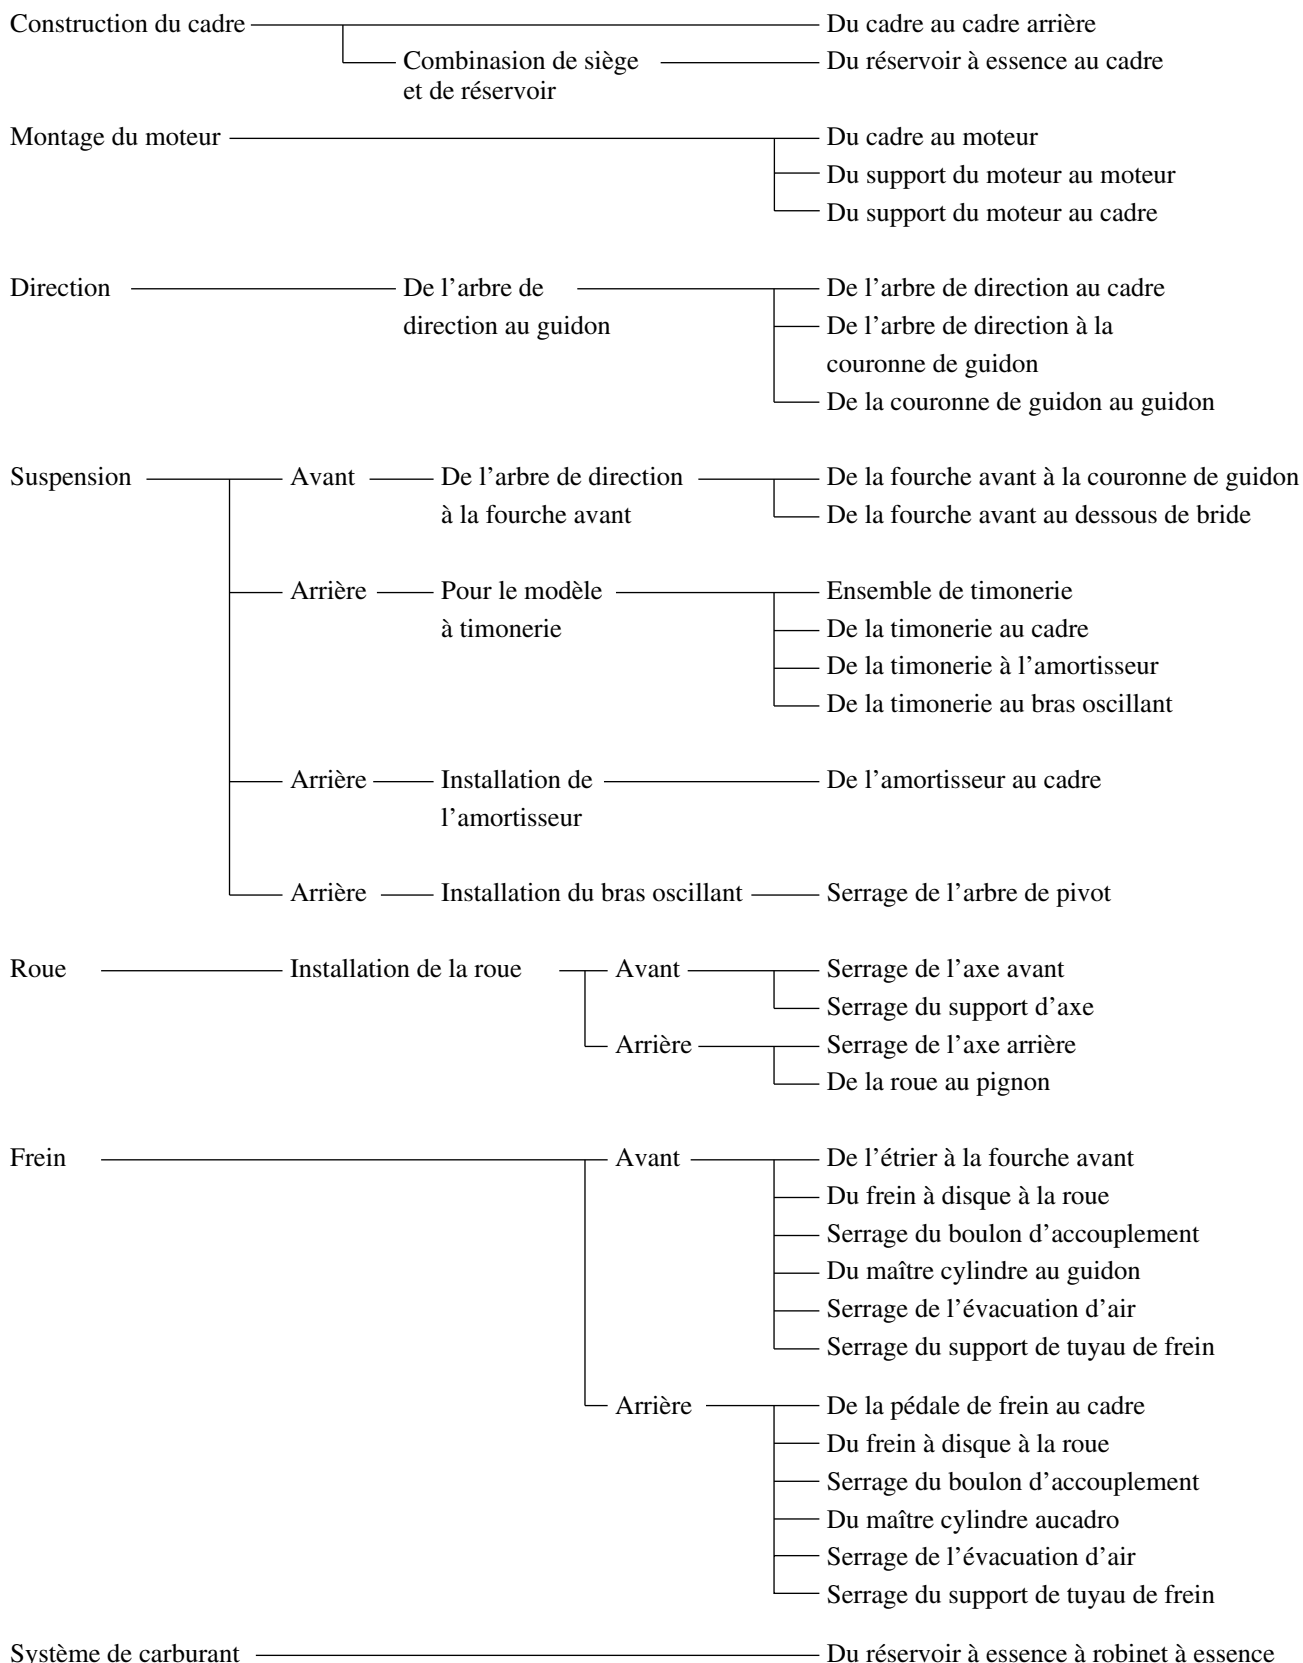 Construction du cadre
Du cadre au cadre arrière
Combinasion de siège
et de réservoir
Du réservoir à essence au cadre
Montage du moteur
Du cadre au moteur
Du support du moteur au moteur
Du support du moteur au cadre
Direction
De l'arbre de
direction au guidon
De l'arbre de direction au cadre
De l'arbre de direction à la
couronne de guidon
De la couronne de guidon au guidon
Suspension
Avant
De l'arbre de direction
à la fourche avant
De la fourche avant à la couronne de guidon
De la fourche avant au dessous de bride
Arrière
Pour le modèle
à timonerie
Ensemble de timonerie
De la timonerie au cadre
De la timonerie à l'amortisseur
De la timonerie au bras oscillant
Arrière
Installation de
l'amortisseur
De l'amortisseur au cadre
Arrière
Installation du bras oscillant
Serrage de l'arbre de pivot
Roue
Installation de la roue
Avant
Serrage de l'axe avant
Serrage du support d'axe
Arrière
Serrage de l'axe arrière
De la roue au pignon
Frein
Avant
De l'étrier à la fourche avant
Du frein à disque à la roue
Serrage du boulon d'accouplement
Du maître cylindre au guidon
Serrage de l'évacuation d'air
Serrage du support de tuyau de frein
Arrière
De la pédale de frein au cadre
Du frein à disque à la roue
Serrage du boulon d'accouplement
Du maître cylindre aucadro
Serrage de l'évacuation d'air
Serrage du support de tuyau de frein
Système de carburant
Du réservoir à essence à robinet à essence